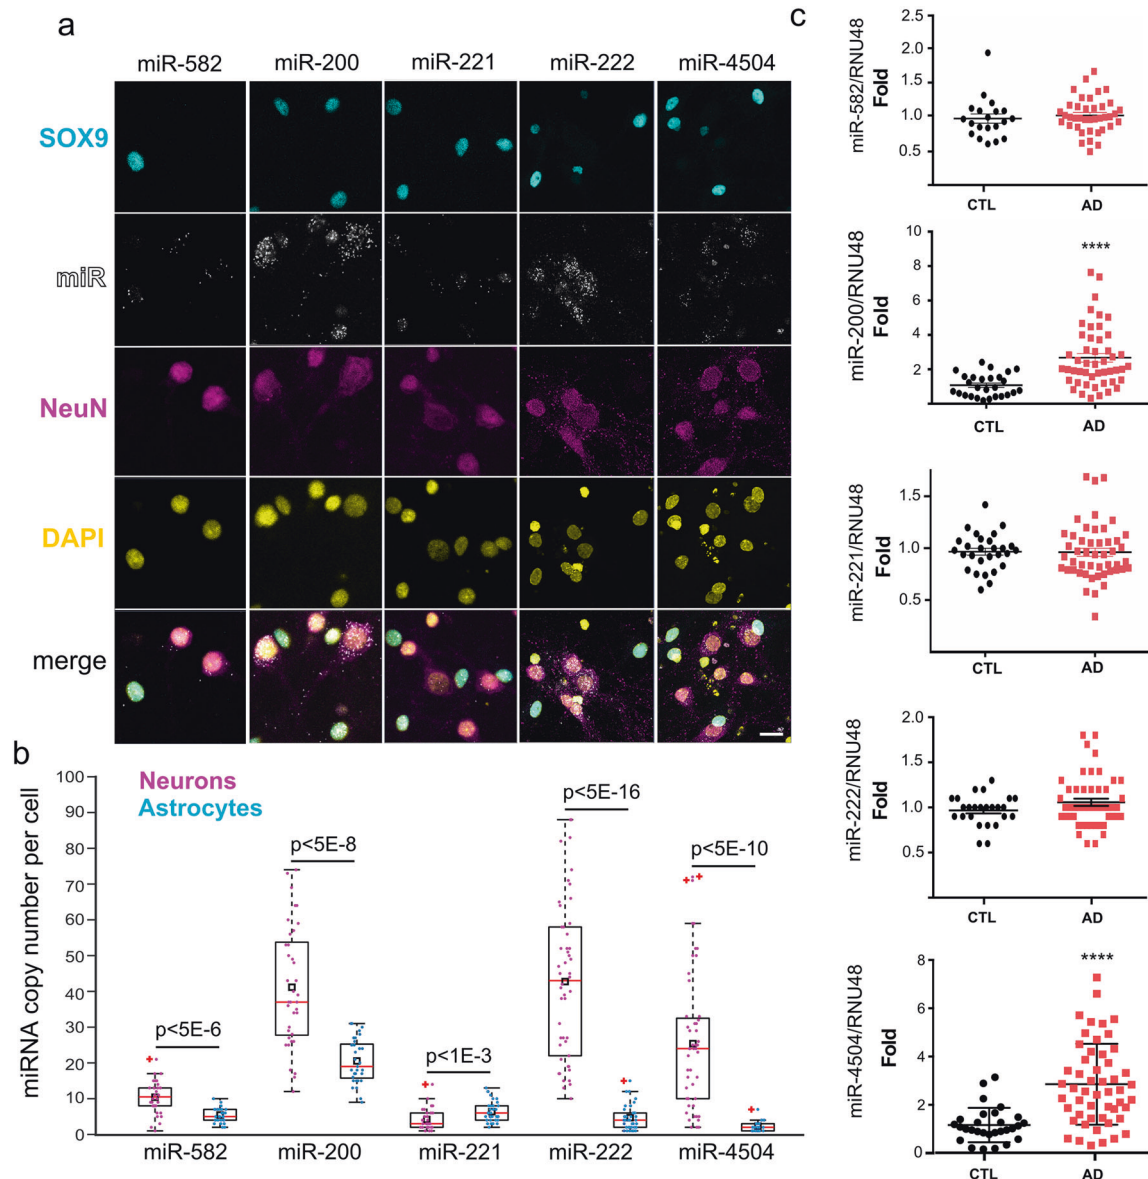 a
miR-582 miR-200 miR-221 miR-222 miR-4504
SOX9
miR
NeuN
DAPI
merge
b
Neurons
Astrocytes
miRNA copy number per cell
100
90
80
70
60
50
40
30
20
10
0
p<5E-6
p<5E-8
p<1E-3
p<5E-16
p<5E-10
miR-582 miR-200 miR-221 miR-222 miR-4504
c
miR-582/RNU48
Fold
2.5
2.0
1.5
1.0
0.5
CTL AD
miR-200/RNU48
Fold
10
8
6
4
2
****
CTL AD
miR-221/RNU48
Fold
1.5
1.0
0.5
CTL AD
miR-222/RNU48
Fold
2.0
1.5
1.0
0.5
CTL AD
miR-4504/RNU48
Fold
8
6
4
2
0
****
CTL AD